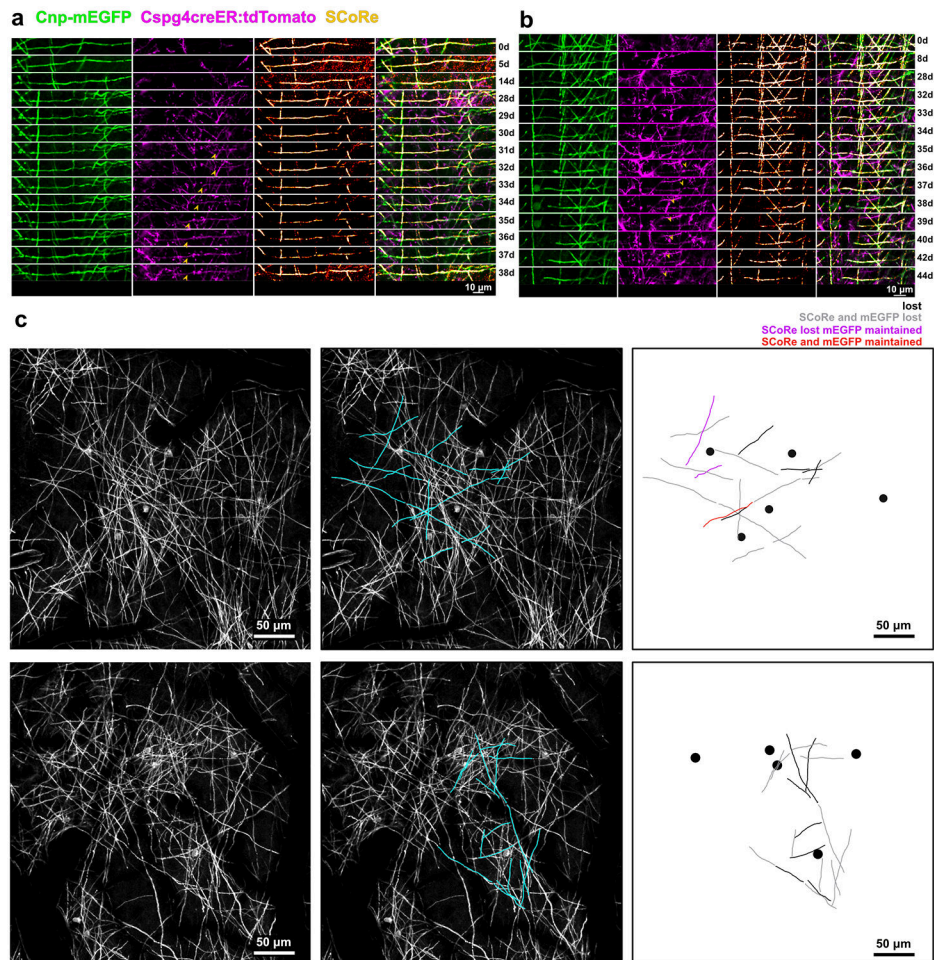 a
Cnp-mEGFP Cspg4creER:tdTomato SCoRe
0d
5d
14d
28d
29d
30d
31d
32d
33d
34d
35d
36d
37d
38d
10 µm
b
0d
8d
28d
32d
33d
34d
35d
36d
37d
38d
39d
40d
42d
44d
10 µm
c
lost
SCoRe and mEGFP lost
SCoRe lost mEGFP maintained
SCoRe and mEGFP maintained
50 µm
50 µm
50 µm
50 µm
50 µm
50 µm